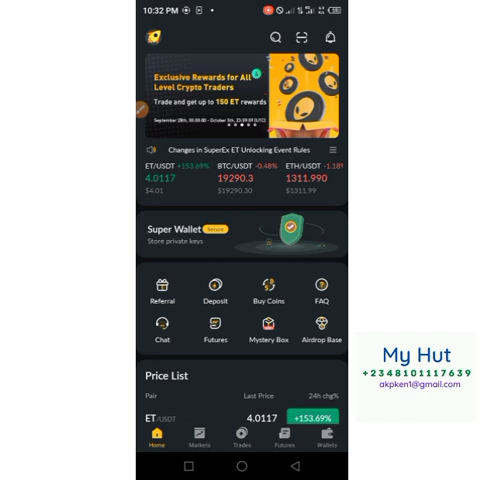 10:32 PM
Exclusive Rewards for All
Level Crypto Traders
Trade and get up to 150 ET rewards
Changes in SuperEx ET Unlocking Event Rules
ET/USDT +153.69% BTC/USDT -0.48% ETH/USDT -1.18%
4.0117 19290.3 1311.990
$4.01 $19290.30 $1311.99
Super Wallet Secure
Store private keys
Referral Deposit Buy Coins FAQ
Chat Futures Mystery Box Airdrop Base
Price List
Pair Last Price 24h chg%
ET/USDT 4.0117 +153.69%
Home Markets Trades Futures Wallets
My Hut
+2348101117639
akpken1@gmail.com